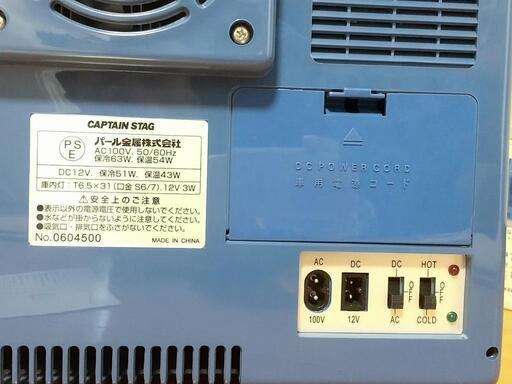 CAPTAIN STAG
PS
E
パール金属株式会社
AC100V. 50/60Hz
保冷63W. 保温54W
DC12V. 保冷51W. 保温43W
庫内灯：T6.5×31(口金 S6/7). 12V 3W
⚠安全上のご注意
●表示以外の電源電圧で使用しないでください。
●水などが掛からないように注意してください。
●吸気口・排気口をふさがないでください。
No.0604500 MADE IN CHINA
DC POWER CORD
車用電源コード
AC DC DC HOT
OFF OFF
100V 12V AC COLD